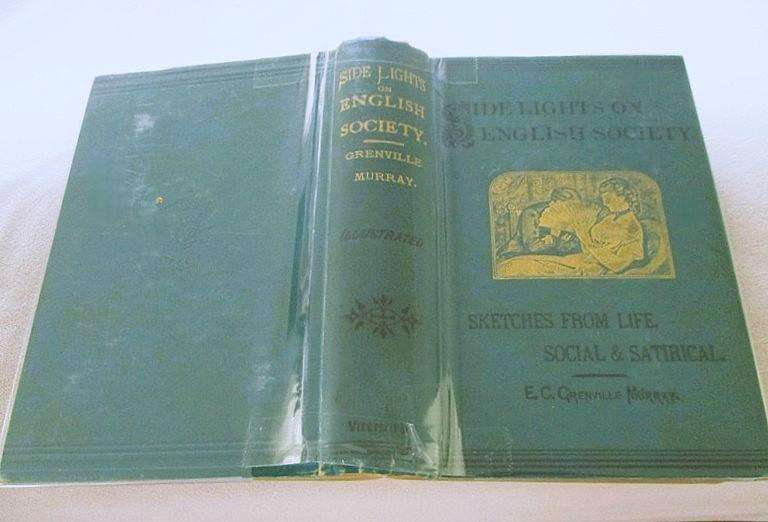 SIDE LIGHTS
ON
ENGLISH
SOCIETY.
GRENVILLE
MURRAY.
ILLUSTRATED
SIDE LIGHTS ON
ENGLISH SOCIETY
SKETCHES FROM LIFE,
SOCIAL & SATIRICAL.
E. C. GRENVILLE MURRAY.